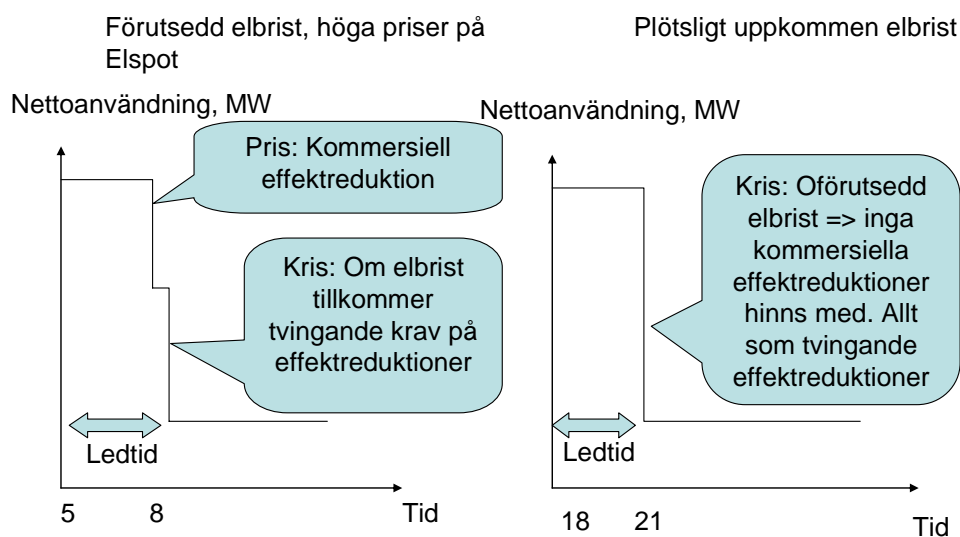 Förutsedd elbrist, höga priser på
Elspot
Plötsligt uppkommen elbrist
Nettoanvändning, MW
Pris: Kommersiell
effektreduktion
Kris: Om elbrist
tillkommer
tvingande krav på
effektreduktioner
Ledtid
5
8
Tid
Nettoanvändning, MW
Kris: Oförutsedd
elbrist => inga
kommersiella
effektreduktioner
hinns med. Allt
som tvingande
effektreduktioner
Ledtid
18
21
Tid